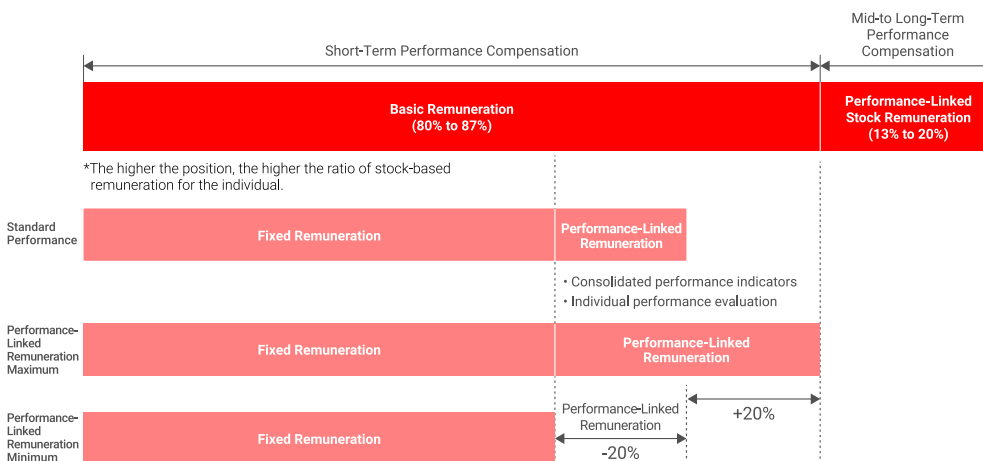 Mid-to Long-Term
Performance
Compensation
Short-Term Performance Compensation
Basic Remuneration
(80% to 87%)
Performance-Linked
Stock Remuneration
(13% to 20%)
*The higher the position, the higher the ratio of stock-based
remuneration for the individual.
Standard
Performance
Fixed Remuneration
Performance-Linked
Remuneration
• Consolidated performance indicators
• Individual performance evaluation
Performance-
Linked
Remuneration
Maximum
Fixed Remuneration
Performance-Linked
Remuneration
+20%
Performance-
Linked
Remuneration
Minimum
Fixed Remuneration
Performance-Linked
Remuneration
-20%